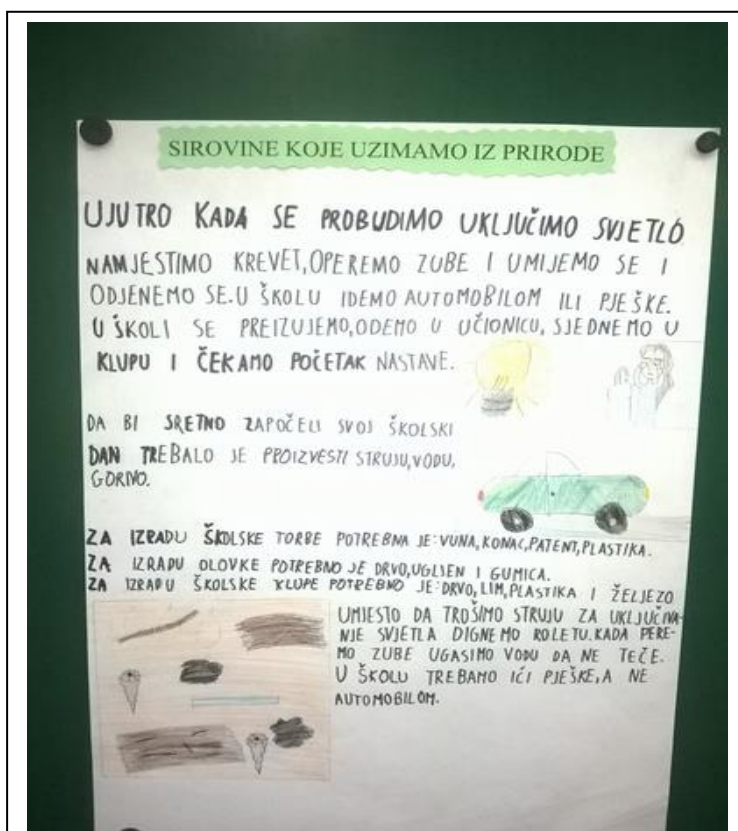 SIROVINE KOJE UZIMAMO IZ PRIRODE
UJUTRO KADA SE PROBUDIMO UKLJUČIMO SVJETLO
NAMJESTIMO KREVET, OPEREMO ZUBE I UMIJEMO SE I
ODJENEMO SE. U ŠKOLU IDEMO AUTOMOBILOM ILI PJEŠKE.
U ŠKOLI SE PREIZUJEMO, ODEMO U UČIONICU, SJEDNEMO U
KLUPU I ČEKAMO POČETAK NASTAVE.
DA BI SRETNO ZAPOČELI SVOJ ŠKOLSKI
DAN TREBALO JE PROIZVESTI STRUJU, VODU,
GORIVO.
ZA IZRADU ŠKOLSKE TORBE POTREBNA JE: VUNA, KONAC, PATENT, PLASTIKA.
ZA IZRADU OLOVKE POTREBNO JE DRVO, UGLJEN I GUMICA.
ZA IZRADU ŠKOLSKE KLUPE POTREBNO JE: DRVO, LIM, PLASTIKA I ŽELJEZO
UMJESTO DA TROŠIMO STRUJU ZA UKLJUČIVA-
NJE SVJETLA DIGNEMO ROLETU. KADA PERE-
MO ZUBE UGASIMO VODU DA NE TEČE.
U ŠKOLU TREBAMO IĆI PJEŠKE, A NE
AUTOMOBILOM.